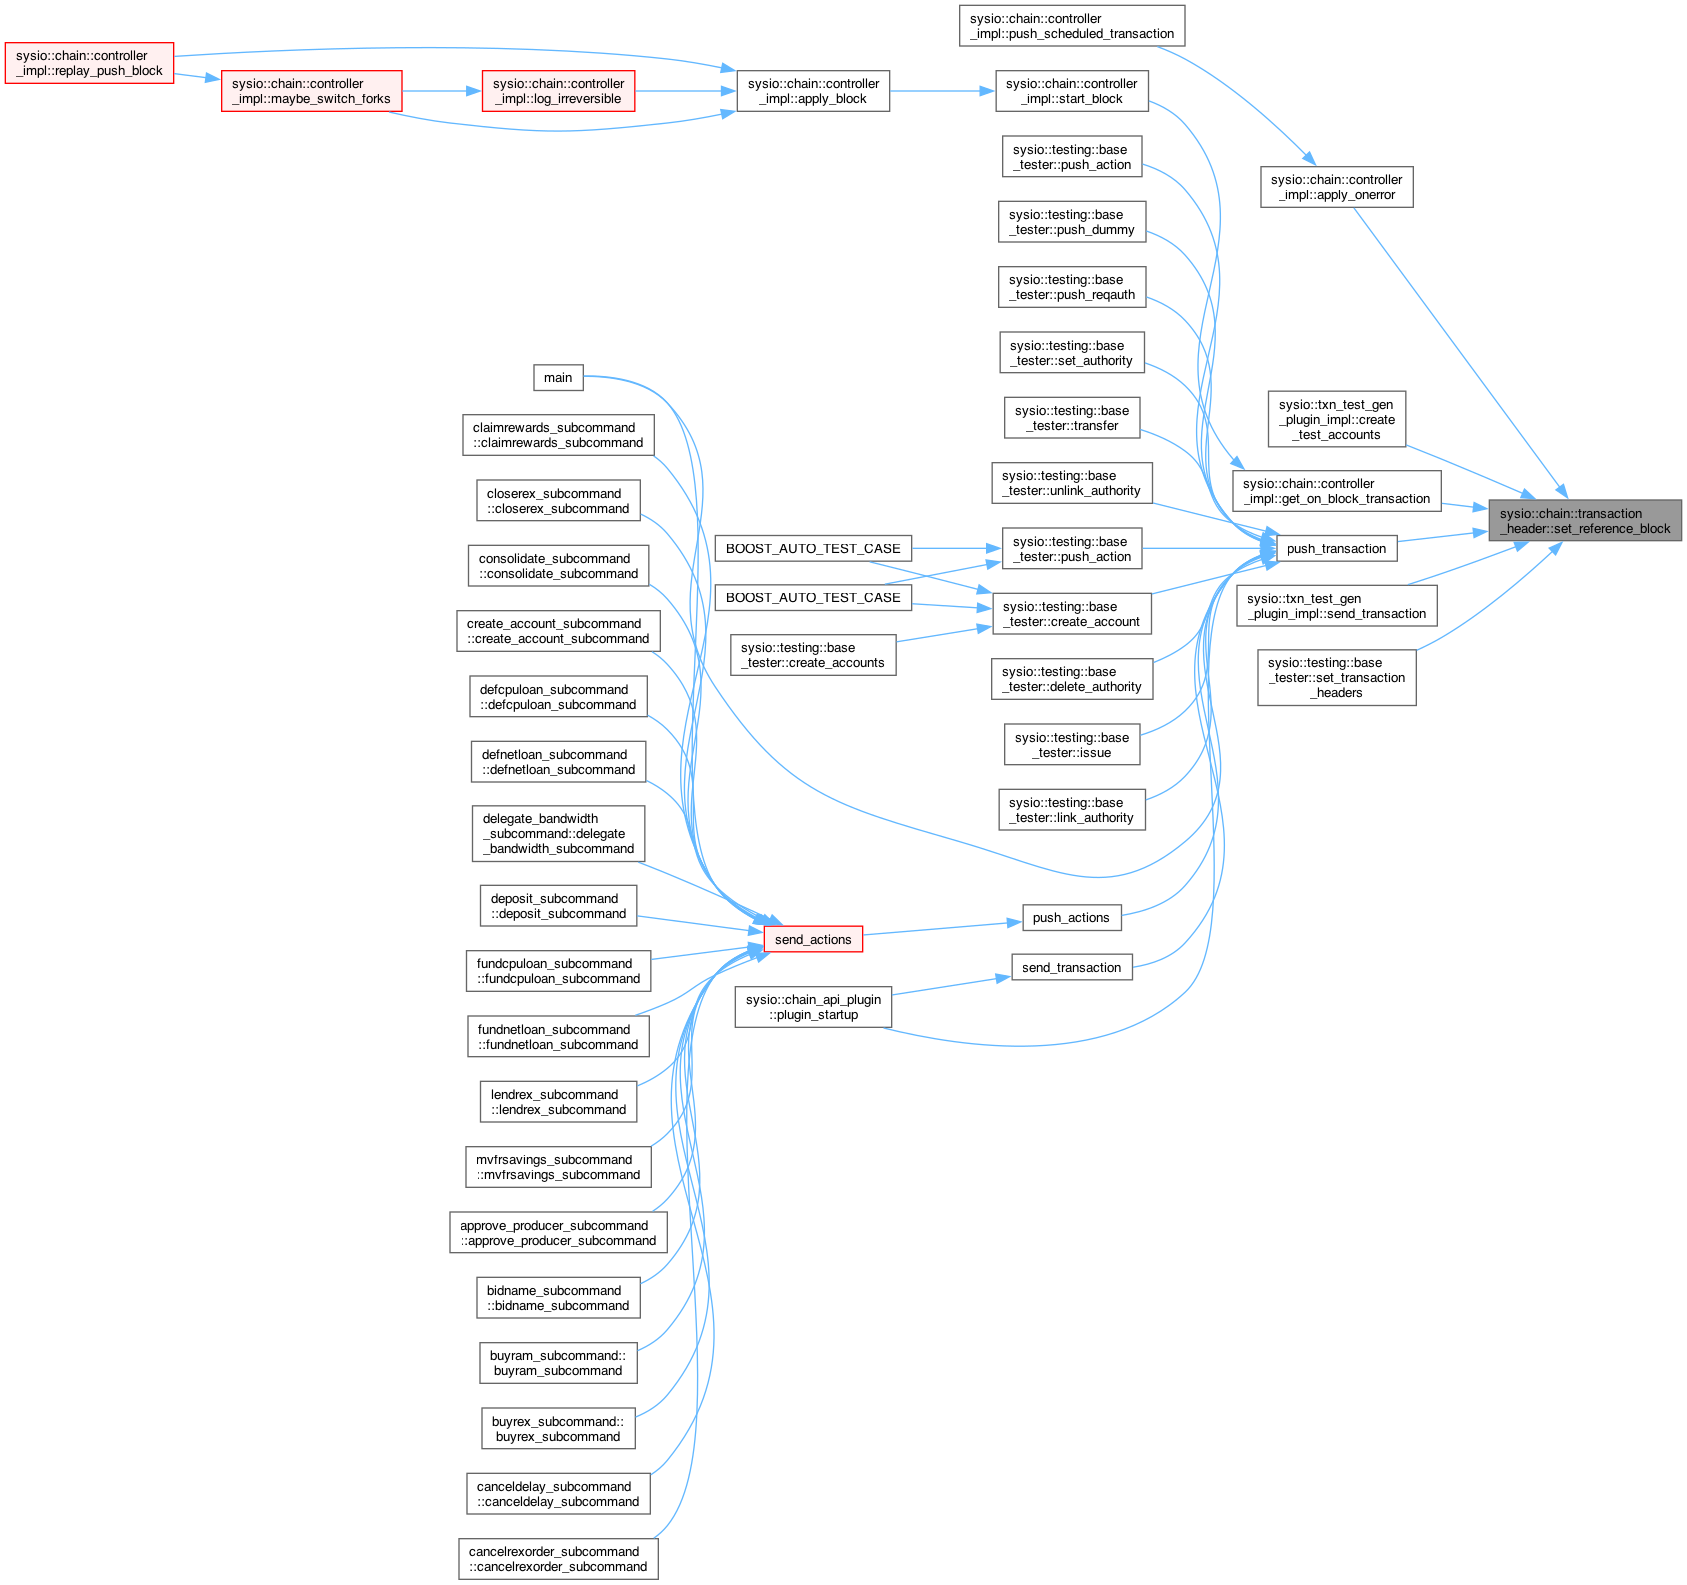 sysio::chain::controller
_impl::replay_push_block
sysio::chain::controller
_impl::maybe_switch_forks
sysio::chain::controller
_impl::log_irreversible
sysio::chain::controller
_impl::apply_block
sysio::chain::controller
_impl::start_block
sysio::chain::controller
_impl::push_scheduled_transaction
sysio::chain::controller
_impl::apply_onerror
sysio::testing::base
_tester::push_action
sysio::testing::base
_tester::push_dummy
sysio::testing::base
_tester::push_reqauth
sysio::testing::base
_tester::set_authority
sysio::testing::base
_tester::transfer
sysio::testing::base
_tester::unlink_authority
sysio::testing::base
_tester::push_action
sysio::testing::base
_tester::create_account
sysio::testing::base
_tester::delete_authority
sysio::testing::base
_tester::issue
sysio::testing::base
_tester::link_authority
push_actions
send_transaction
sysio::txn_test_gen
_plugin_impl::create
_test_accounts
sysio::chain::controller
_impl::get_on_block_transaction
push_transaction
sysio::txn_test_gen
_plugin_impl::send_transaction
sysio::testing::base
_tester::set_transaction
_headers
sysio::chain::transaction
_header::set_reference_block
BOOST_AUTO_TEST_CASE
BOOST_AUTO_TEST_CASE
sysio::testing::base
_tester::create_accounts
send_actions
sysio::chain_api_plugin
::plugin_startup
main
claimrewards_subcommand
::claimrewards_subcommand
closerex_subcommand
::closerex_subcommand
consolidate_subcommand
::consolidate_subcommand
create_account_subcommand
::create_account_subcommand
defcpuloan_subcommand
::defcpuloan_subcommand
defnetloan_subcommand
::defnetloan_subcommand
delegate_bandwidth
_subcommand::delegate
_bandwidth_subcommand
deposit_subcommand
::deposit_subcommand
fundcpuloan_subcommand
::fundcpuloan_subcommand
fundnetloan_subcommand
::fundnetloan_subcommand
lendrex_subcommand
::lendrex_subcommand
mvfrsavings_subcommand
::mvfrsavings_subcommand
approve_producer_subcommand
::approve_producer_subcommand
bidname_subcommand
::bidname_subcommand
buyram_subcommand::
buyram_subcommand
buyrex_subcommand::
buyrex_subcommand
canceldelay_subcommand
::canceldelay_subcommand
cancelrexorder_subcommand
::cancelrexorder_subcommand